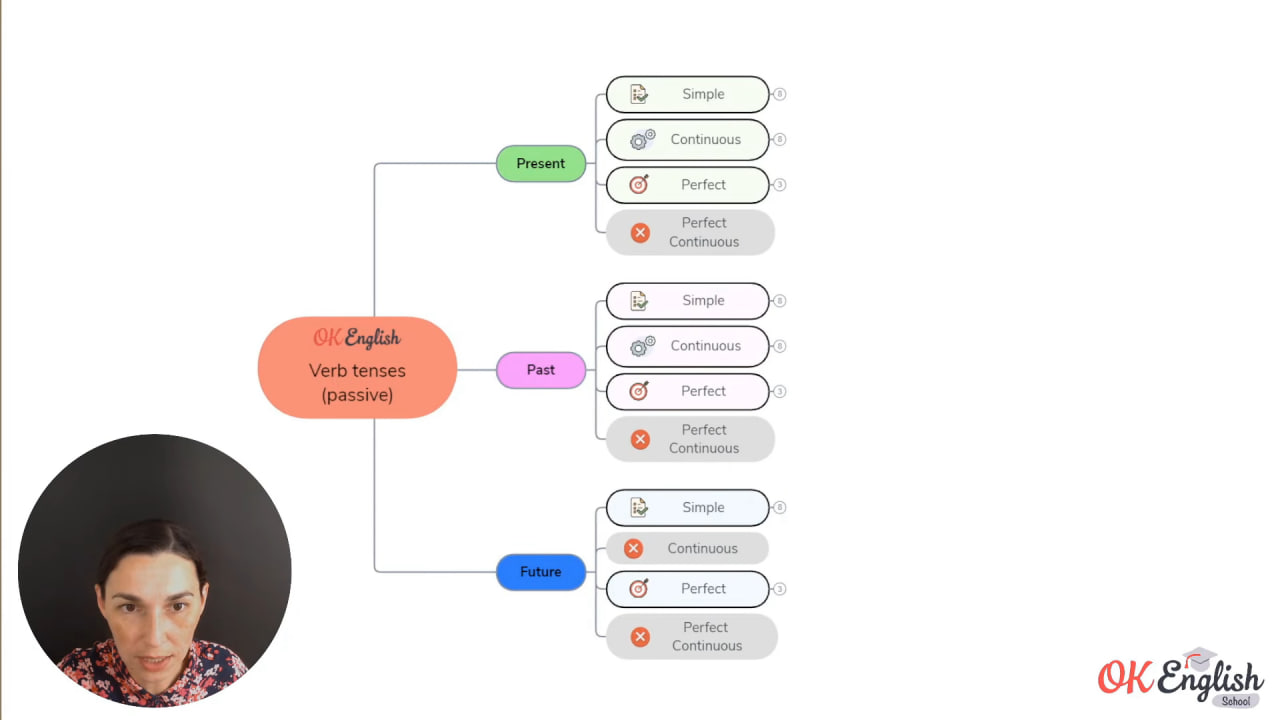 OK English
Verb tenses
(passive)
Present
Simple
8
Continuous
8
Perfect
3
Perfect
Continuous
Past
Simple
8
Continuous
8
Perfect
3
Perfect
Continuous
Future
Simple
8
Continuous
Perfect
3
Perfect
Continuous
OK English
School